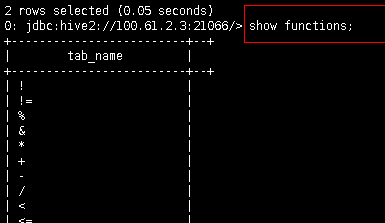 2 rows selected (0.05 seconds)
0: jdbc:hive2://100.61.2.3:21066/> show functions;
+------------------------+--+
|        tab_name        |
+------------------------+--+
| !                      |
| !=                     |
| %                      |
| &                      |
| *                      |
| +                      |
| -                      |
| /                      |
| <                      |
| <=                     |